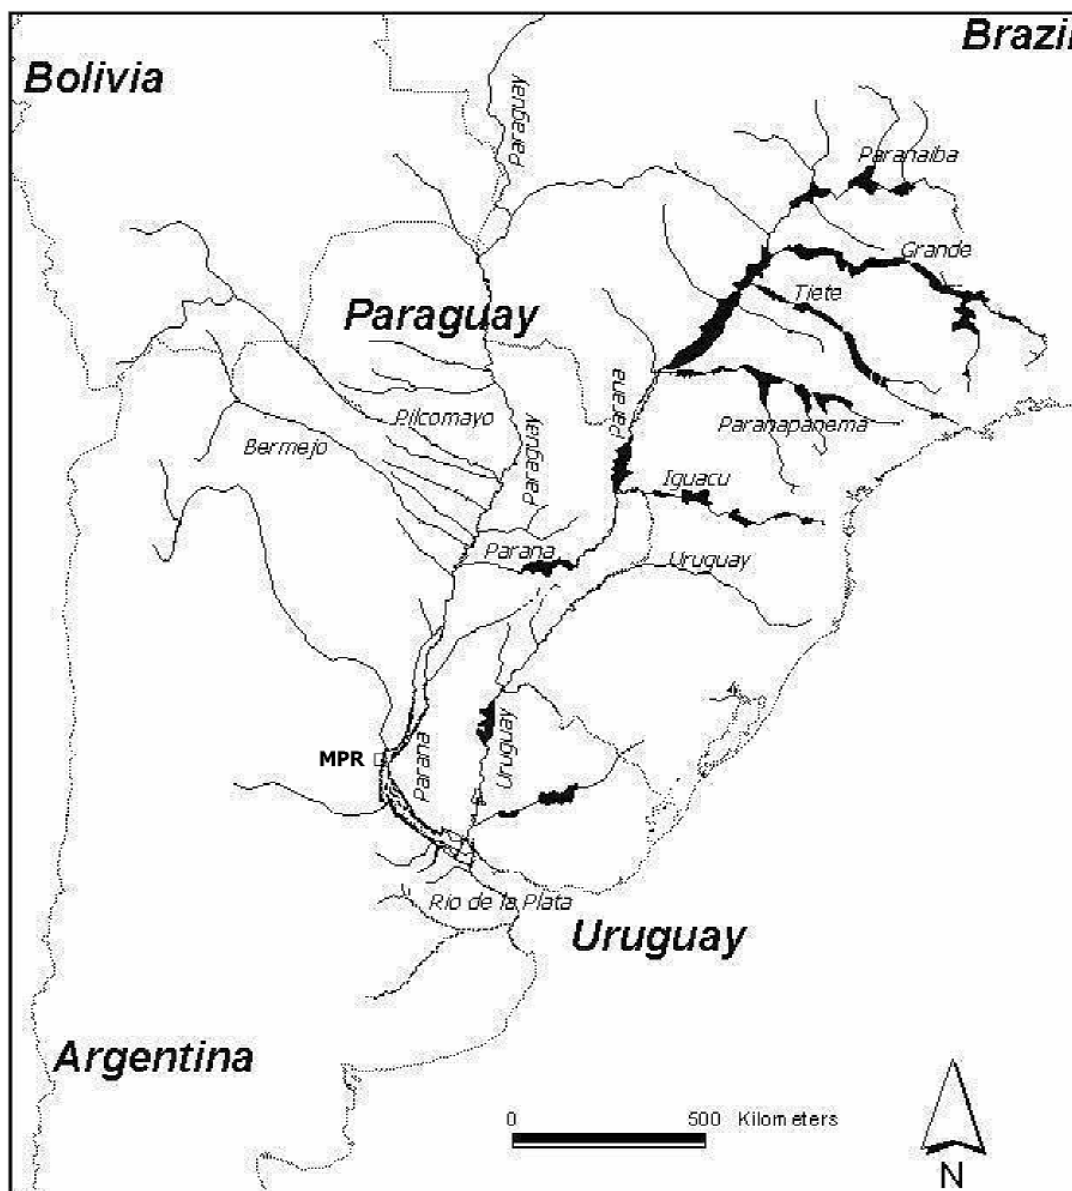 Brazil
Bolivia
Paraguay
Paranaiba
Grande
Tiete
Paraguay
Parana
Pilcomayo
Paranapanema
Bermejo
Paraguay
Iguacu
Parana
Uruguay
MPR
Parana
Uruguay
Rio de la Plata
Uruguay
Argentina
0 500 Kilometers
N